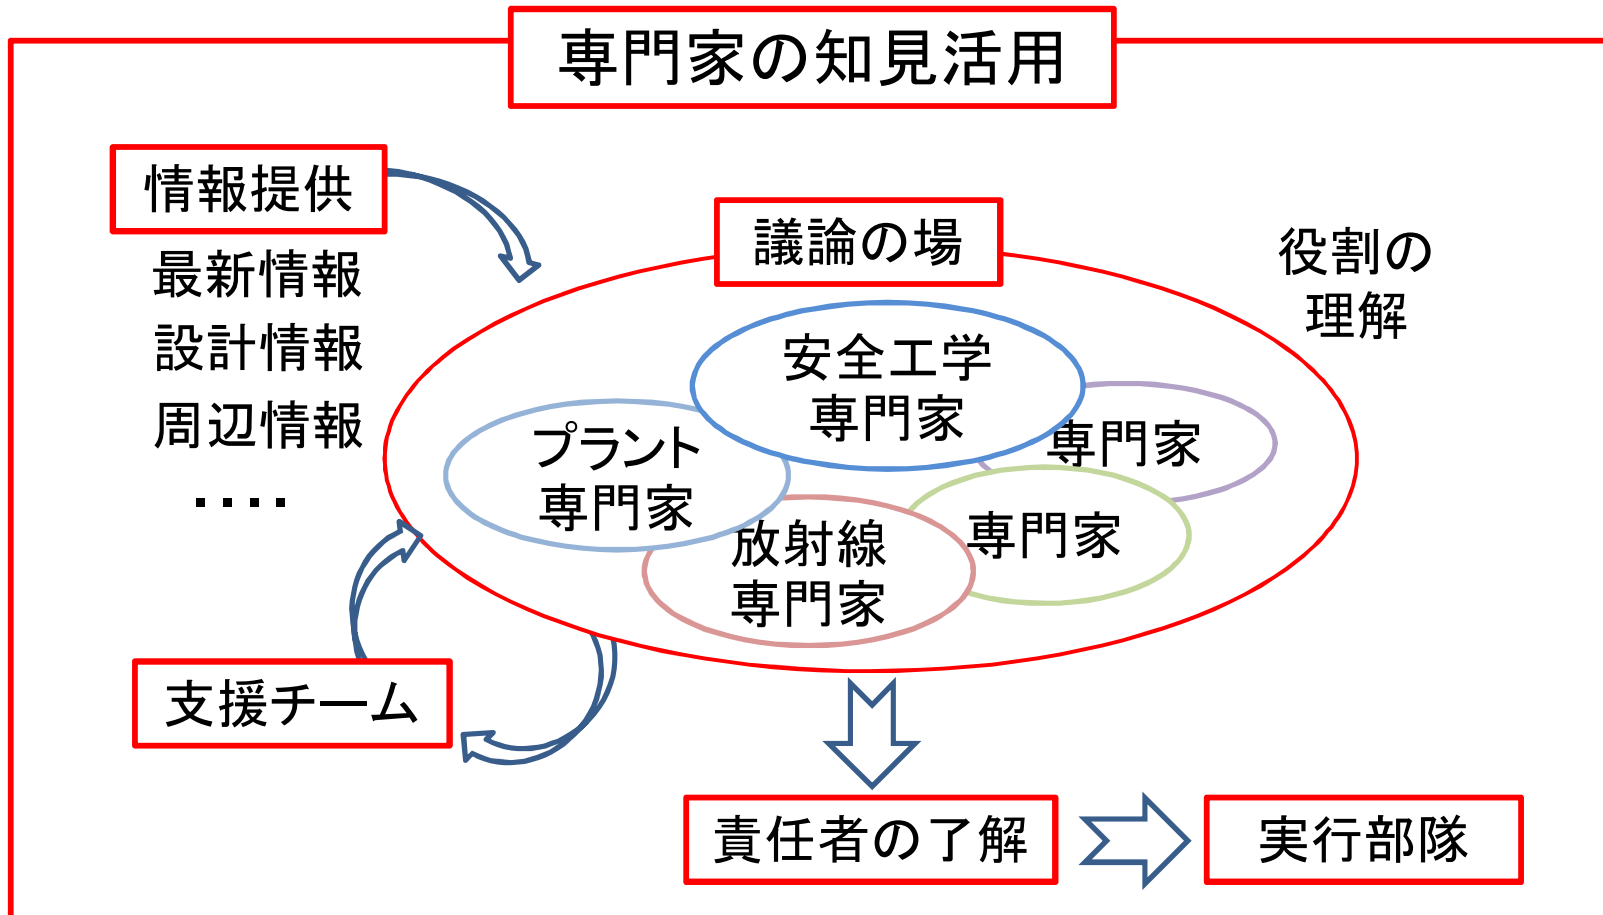 専門家の知見活用
情報提供
最新情報
設計情報
周辺情報
・・・・
議論の場
役割の
理解
安全工学
専門家
プラント
専門家
専門家
専門家
放射線
専門家
支援チーム
責任者の了解
実行部隊